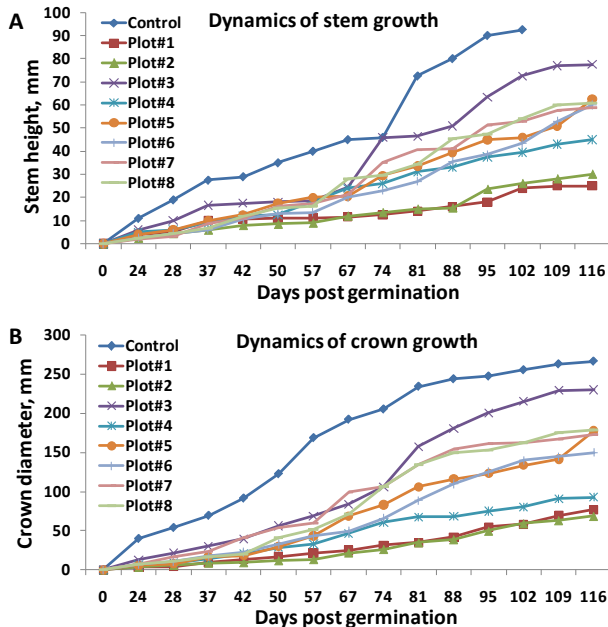 A
Dynamics of stem growth
Stem height, mm
100
90
80
70
60
50
40
30
20
10
0
Control
Plot#1
Plot#2
Plot#3
Plot#4
Plot#5
Plot#6
Plot#7
Plot#8
0 24 28 37 42 50 57 67 74 81 88 95 102 109 116
Days post germination
B
Dynamics of crown growth
Crown diameter, mm
300
250
200
150
100
50
0
Control
Plot#1
Plot#2
Plot#3
Plot#4
Plot#5
Plot#6
Plot#7
Plot#8
0 24 28 37 42 50 57 67 74 81 88 95 102 109 116
Days post germination